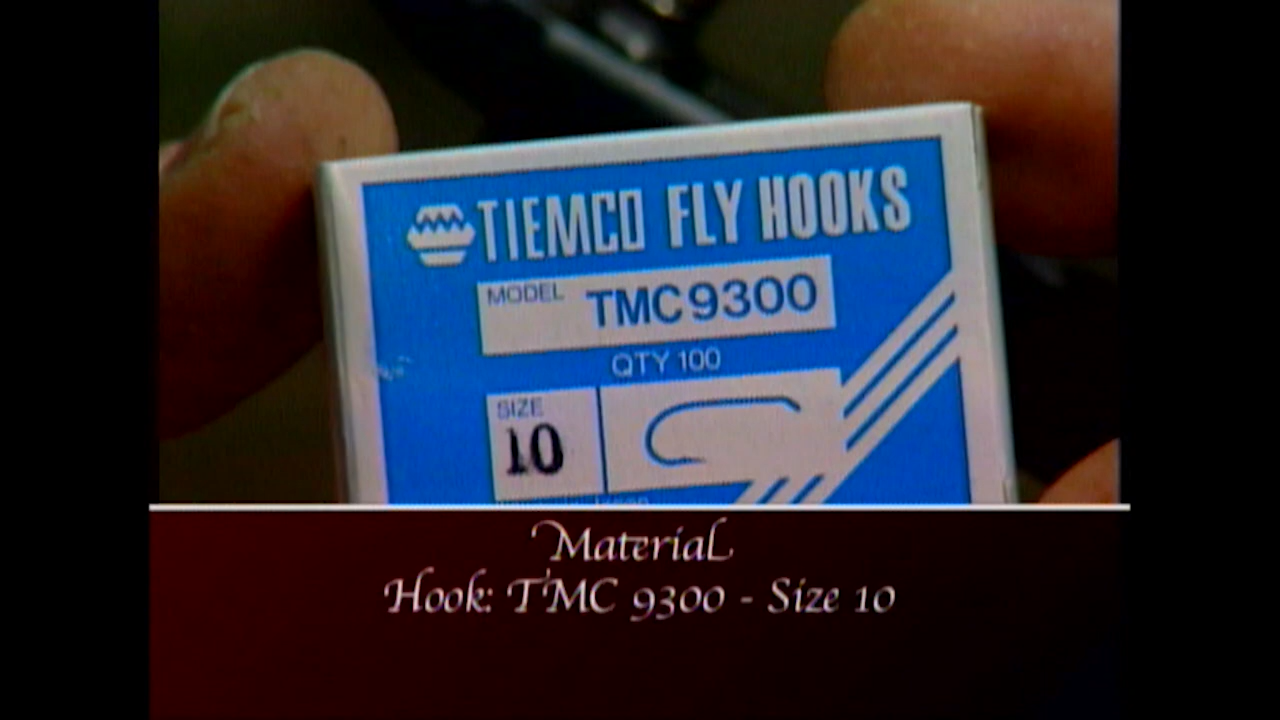 TIEMCO FLY HOOKS
MODEL TMC9300
QTY 100
SIZE
10
Material
Hook: TMC 9300 - Size 10